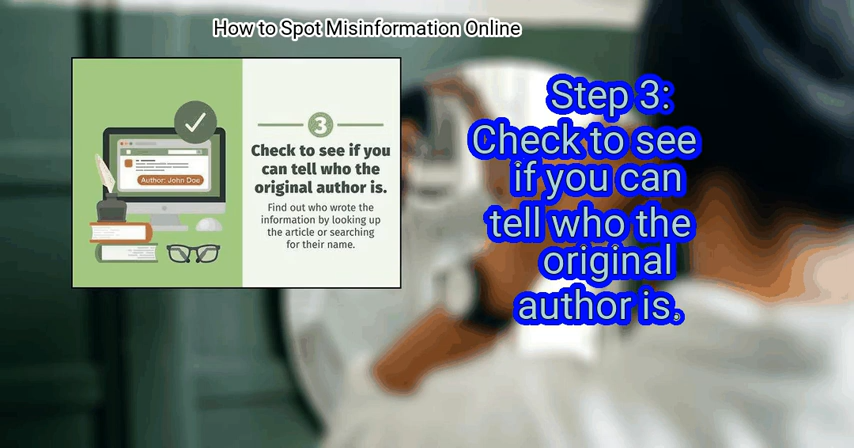 How to Spot Misinformation Online
3
Check to see if you
can tell who the
original author is.
Find out who wrote the
information by looking up
the article or searching
for their name.
Author: John Doe
Step 3:
Check to see
if you can
tell who the
original
author is.